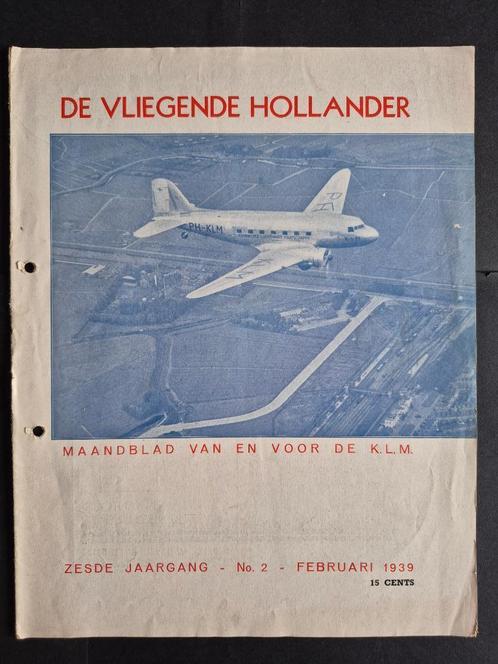 DE VLIEGENDE HOLLANDER
PH-KLM
MAANDBLAD VAN EN VOOR DE K.L.M.
ZESDE JAARGANG - No. 2 - FEBRUARI 1939
15 CENTS